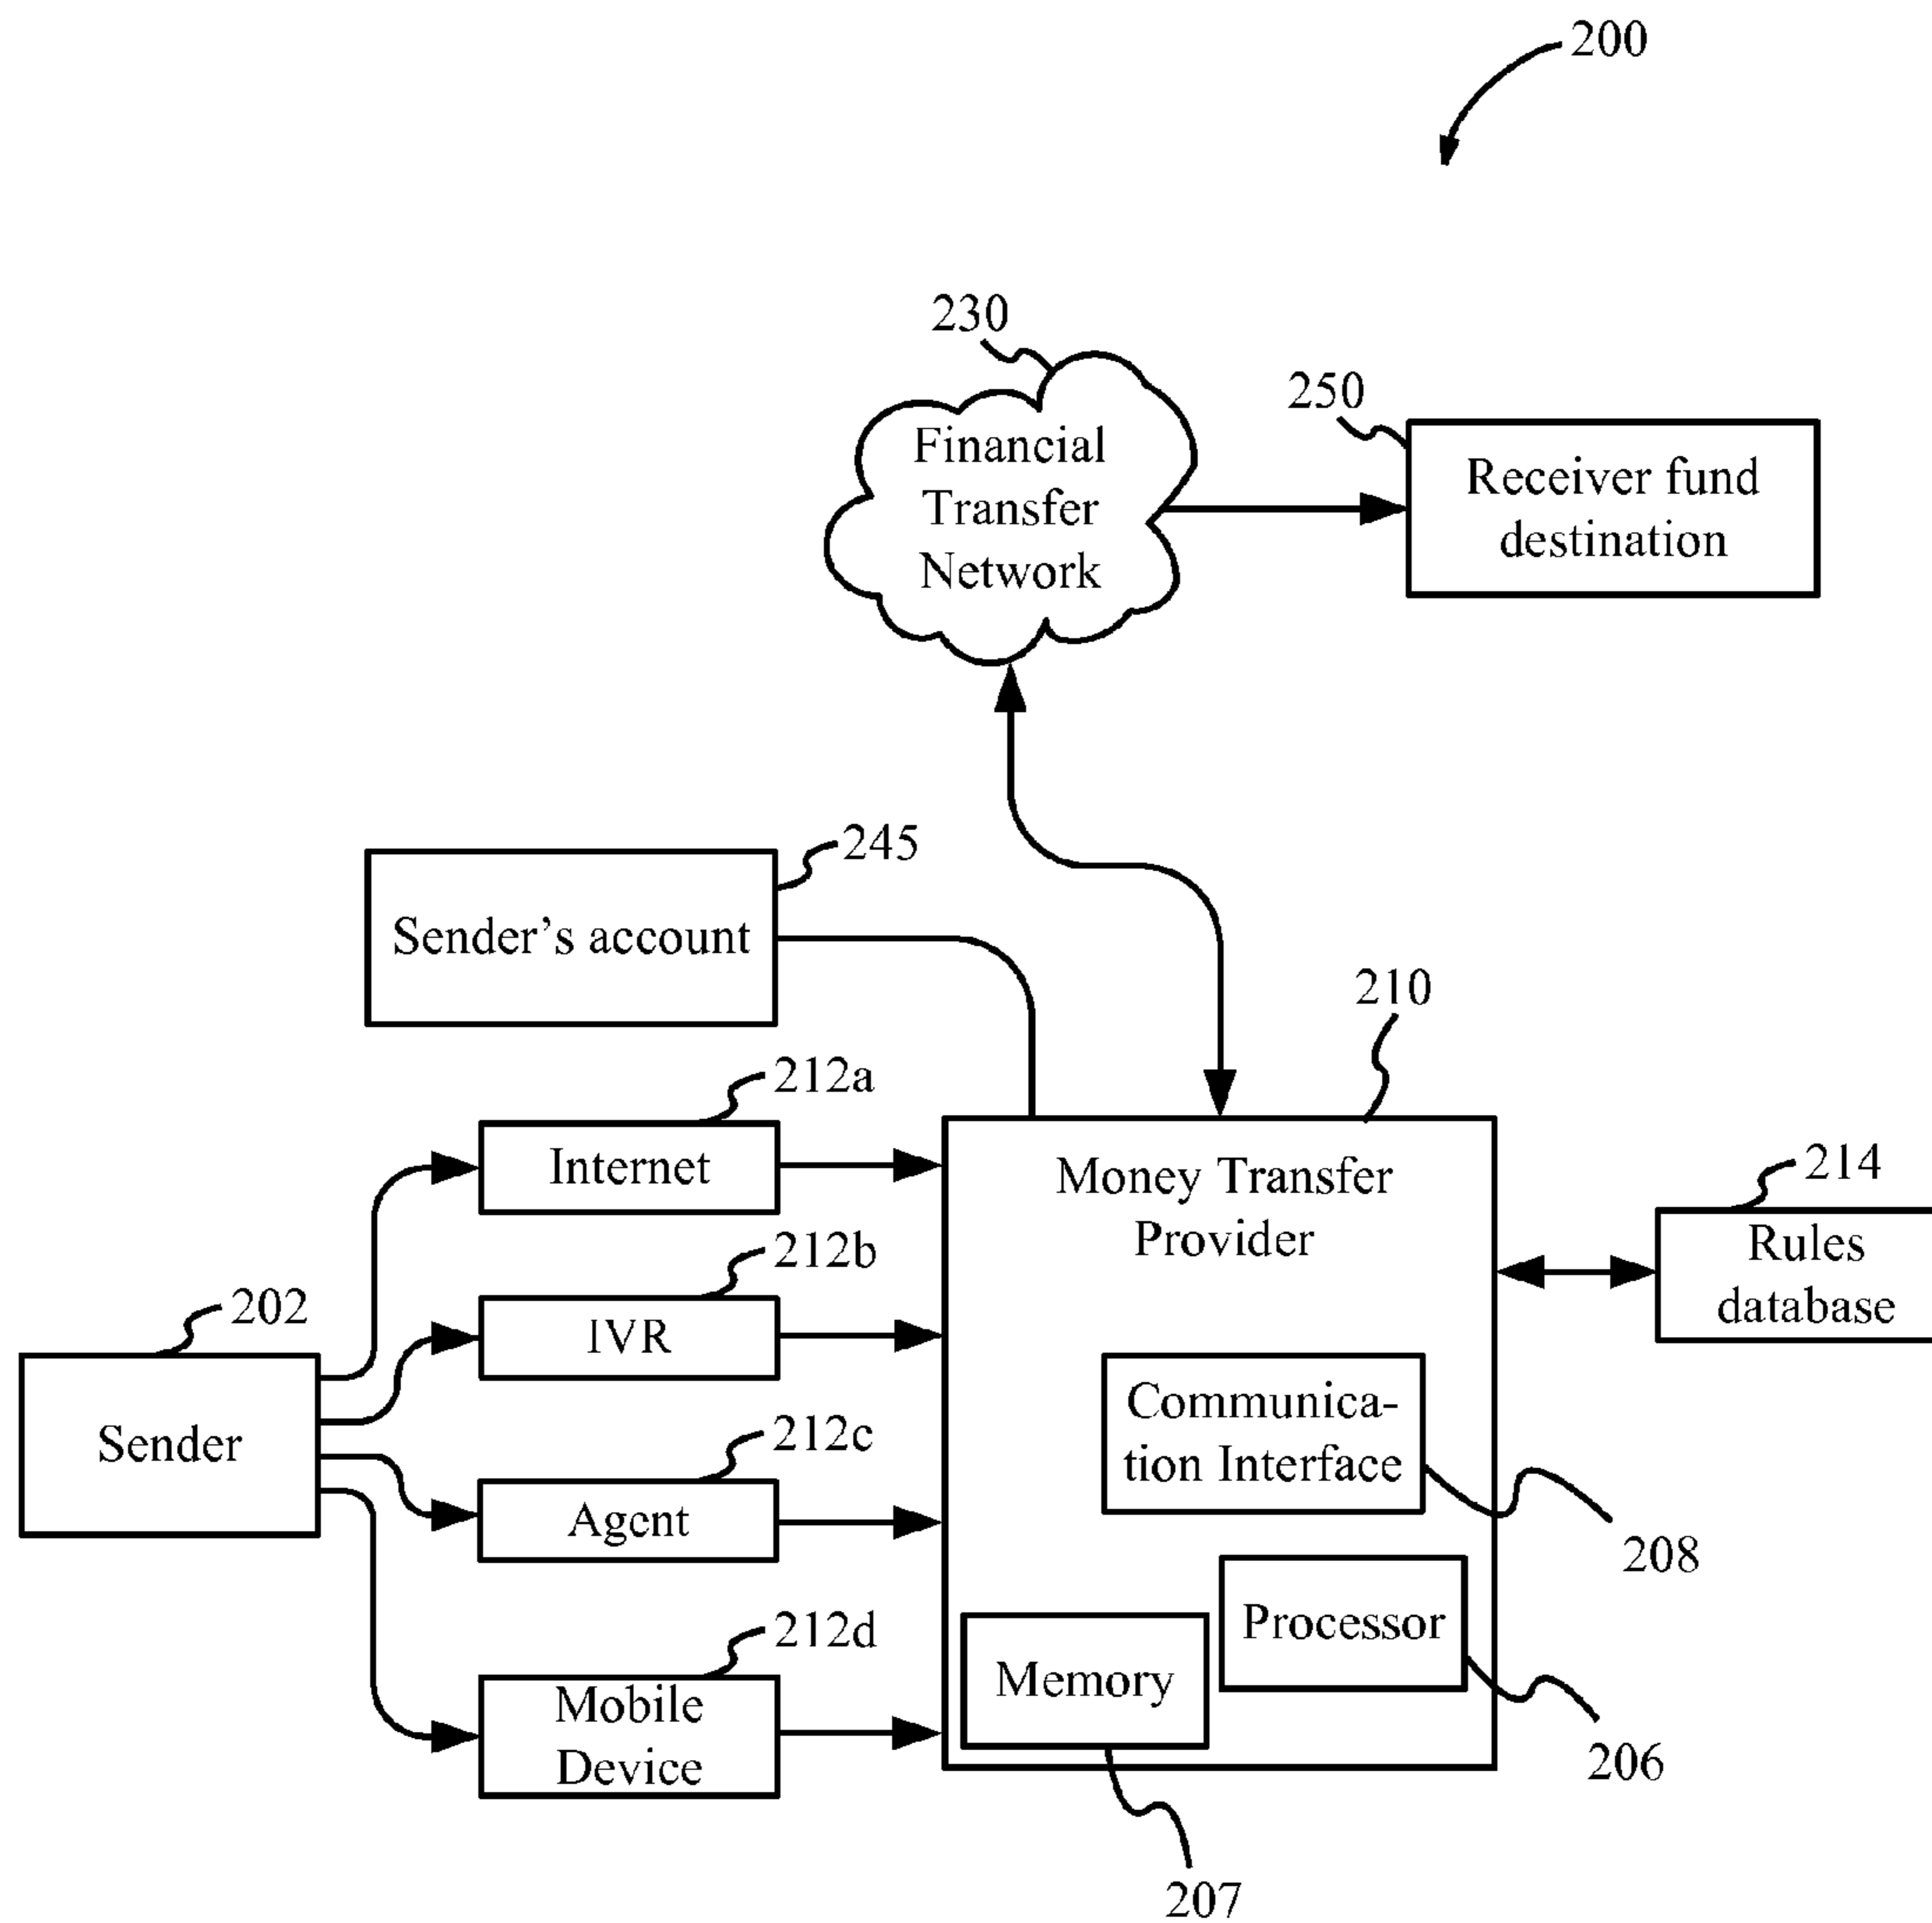 200
230
Financial
Transfer
Network
250
Receiver fund
destination
245
Sender's account
210
212a
Internet
Money Transfer
Provider
214
Rules
database
212b
IVR
202
Sender
Communica-
tion Interface
208
212c
Agent
212d
Mobile
Device
Processor
206
Memory
207